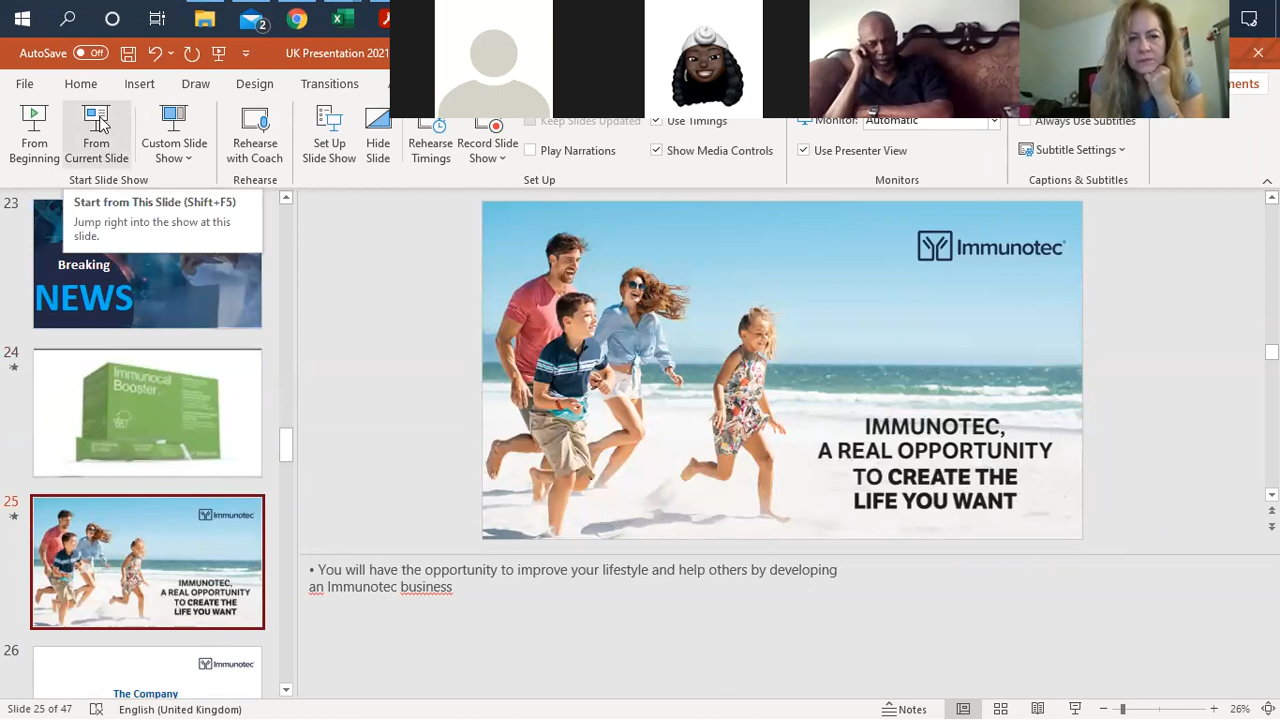 AutoSave Off
UK Presentation 2021
2
File Home Insert Draw Design Transitions
From Beginning
From Current Slide
Custom Slide Show
Rehearse with Coach
Set Up Slide Show
Hide Slide
Rehearse Timings
Record Slide Show
Keep Slides Updated
Play Narrations
Use Timings
Show Media Controls
Monitor: Automatic
Use Presenter View
Always Use Subtitles
Subtitle Settings
Start Slide Show
Rehearse
Set Up
Monitors
Captions & Subtitles
Start from This Slide (Shift+F5)
Jump right into the show at this
slide.
23
Breaking
NEWS
24
Immunocal
Booster
25
Immunotec
IMMUNOTEC,
A REAL OPPORTUNITY
TO CREATE THE
LIFE YOU WANT
26
Immunotec
The Company
Immunotec
IMMUNOTEC,
A REAL OPPORTUNITY
TO CREATE THE
LIFE YOU WANT
• You will have the opportunity to improve your lifestyle and help others by developing
an Immunotec business
Slide 25 of 47
English (United Kingdom)
Notes
26%